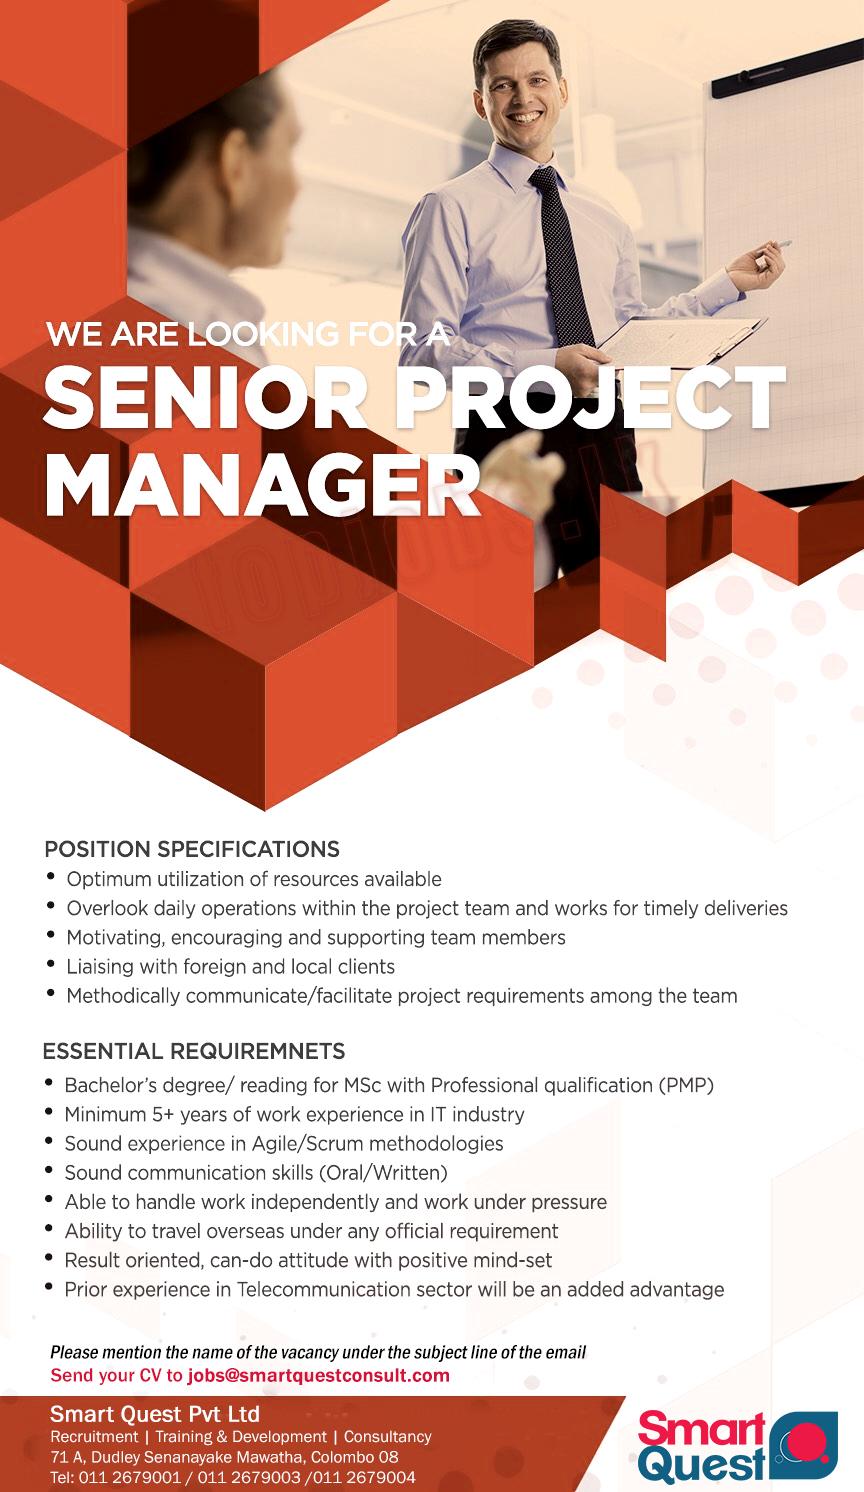 WE ARE LOOKING FOR A
SENIOR PROJECT
MANAGER
topjobs.lk
POSITION SPECIFICATIONS
• Optimum utilization of resources available
• Overlook daily operations within the project team and works for timely deliveries
• Motivating, encouraging and supporting team members
• Liaising with foreign and local clients
• Methodically communicate/facilitate project requirements among the team
ESSENTIAL REQUIREMNETS
• Bachelor's degree/ reading for MSc with Professional qualification (PMP)
• Minimum 5+ years of work experience in IT industry
• Sound experience in Agile/Scrum methodologies
• Sound communication skills (Oral/Written)
• Able to handle work independently and work under pressure
• Ability to travel overseas under any official requirement
• Result oriented, can-do attitude with positive mind-set
• Prior experience in Telecommunication sector will be an added advantage
Please mention the name of the vacancy under the subject line of the email
Send your CV to jobs@smartquestconsult.com
Smart Quest Pvt Ltd
Recruitment | Training & Development | Consultancy
71 A, Dudley Senanayake Mawatha, Colombo 08
Tel: 011 2679001 / 011 2679003 /011 2679004
Smart
Quest